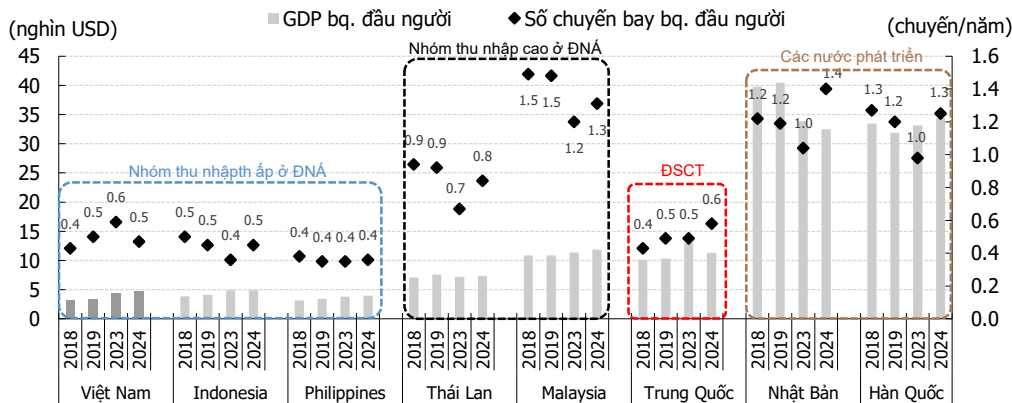 GDP bq. đầu người
Số chuyến bay bq. đầu người
(nghìn USD)
(chuyến/năm)
Nhóm thu nhập cao ở ĐNÁ
Các nước phát triển
Nhóm thu nhậpth ấp ở ĐNÁ
ĐSCT
45
40
35
30
25
20
15
10
5
0
1.6
1.4
1.2
1.0
0.8
0.6
0.4
0.2
0.0
0.4 0.5 0.6 0.5
0.5 0.5 0.4 0.5
0.4 0.4 0.4 0.4
0.9 0.9 0.7 0.8
1.5 1.5 1.2 1.3
0.4 0.5 0.5 0.6
1.2 1.2 1.0 1.4
1.3 1.2 1.0 1.3
2018 2019 2023 2024
2018 2019 2023 2024
2018 2019 2023 2024
2018 2019 2023 2024
2018 2019 2023 2024
2018 2019 2023 2024
2018 2019 2023 2024
2018 2019 2023 2024
Việt Nam Indonesia Philippines Thái Lan Malaysia Trung Quốc Nhật Bản Hàn Quốc